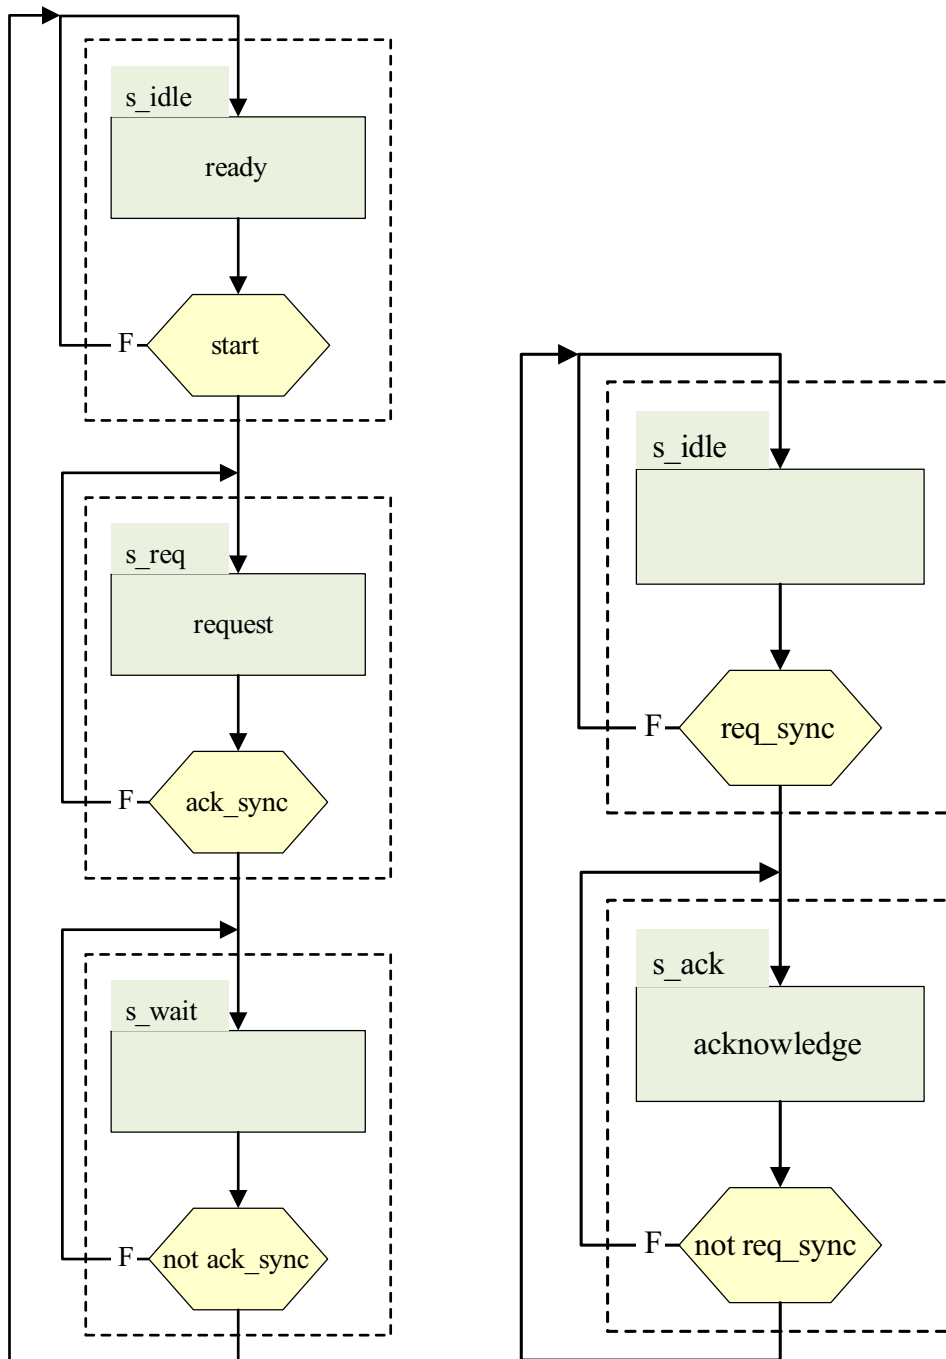 s_idle
ready
F
start
s_req
request
F
ack_sync
s_wait
F
not ack_sync
s_idle
F
req_sync
s_ack
acknowledge
F
not req_sync